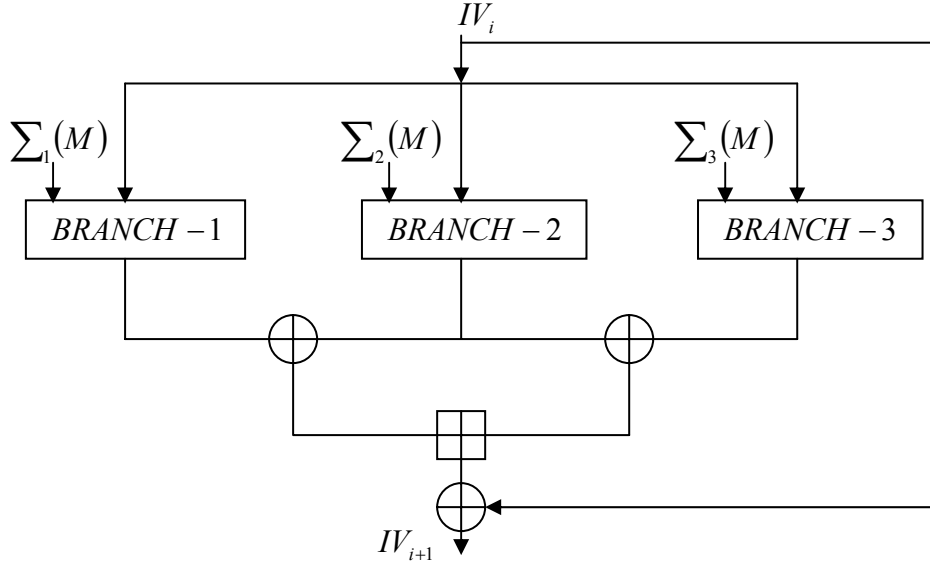 IV_i
∑_1(M) ∑_2(M) ∑_3(M)
BRANCH – 1 BRANCH – 2 BRANCH – 3
IV_{i+1}